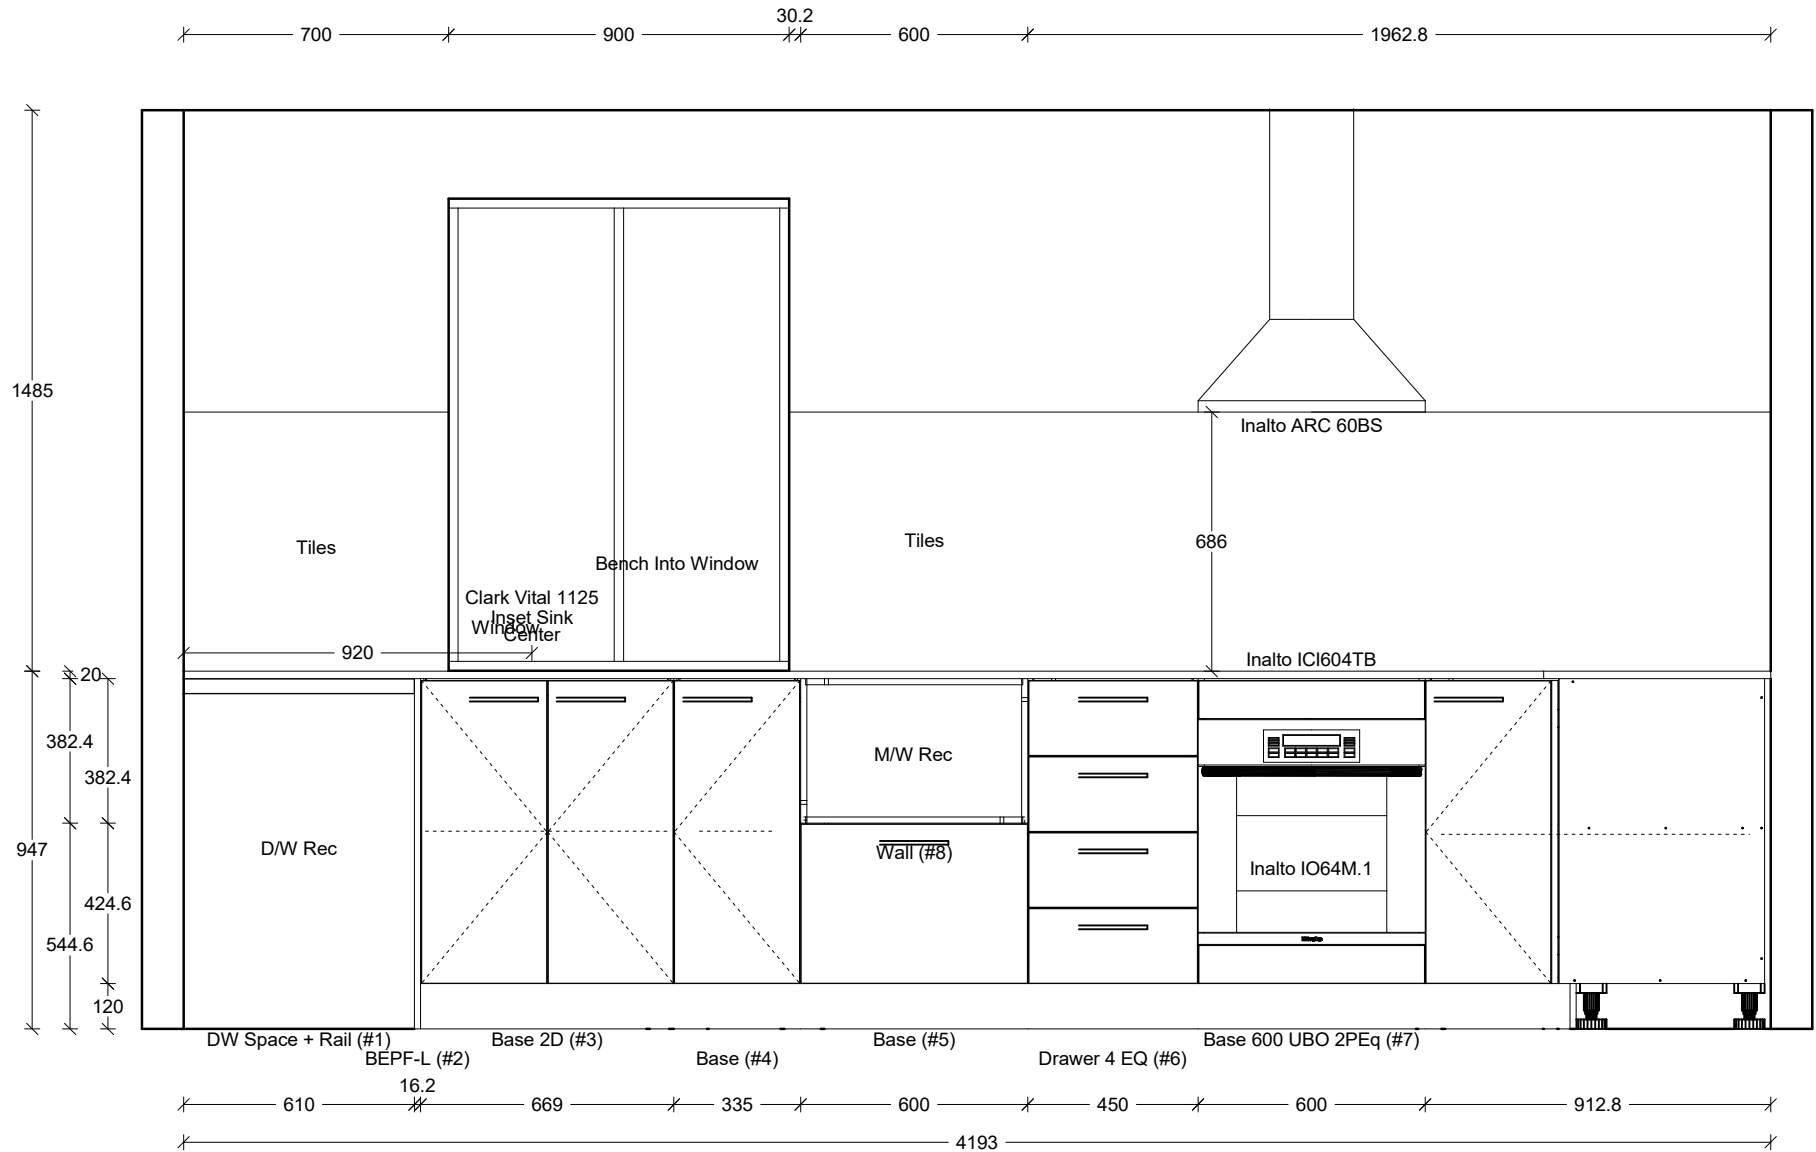 30.2
700
900
600
1962.8
1485
Inalto ARC 60BS
686
Tiles
Tiles
Bench Into Window
Clark Vital 1125
Inset Sink
Window
Center
920
Inalto ICI604TB
20
382.4
382.4
M/W Rec
947
D/W Rec
Wall (#8)
Inalto IO64M.1
424.6
544.6
120
DW Space + Rail (#1)
Base 2D (#3)
Base (#5)
Base 600 UBO 2PEq (#7)
BEPF-L (#2)
Base (#4)
Drawer 4 EQ (#6)
16.2
610
669
335
600
450
600
912.8
4193